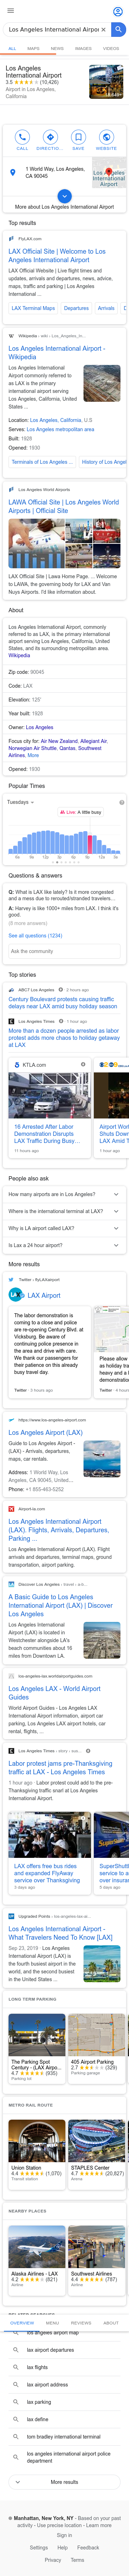 Los Angeles International Airpor
ALL MAPS NEWS IMAGES VIDEOS
Los Angeles
International Airport
3.5 (10,426)
Airport in Los Angeles,
California
CALL DIRECTIO... SAVE WEBSITE
1 World Way, Los Angeles,
CA 90045
Los Angeles
International
Airport
More about Los Angeles International Airport
Top results
FlyLAX.com
LAX Official Site | Welcome to Los
Angeles International Airport
LAX Official Website | Live flight times and
updates, arrivals and departures, news, advice,
maps, traffic and parking | Los Angeles
International ...
LAX Terminal Maps Departures Arrivals
Wikipedia › wiki › Los_Angeles_In...
Los Angeles International Airport -
Wikipedia
Los Angeles International
Airport commonly
referred to as LAX, is the
primary international
airport serving Los
Angeles, California, United
States ...
Location: Los Angeles, California, U.S
Serves: Los Angeles metropolitan area
Built: 1928
Opened: 1930
Terminals of Los Angeles ... History of Los Angel
Los Angeles World Airports
LAWA Official Site | Los Angeles World
Airports | Official Site
LAX Official Site | Lawa Home Page. ... Welcome
to LAWA, the governing body for LAX and Van
Nuys Airports. I'd like information on.
About
Los Angeles International Airport, commonly
referred to as LAX, is the primary international
airport serving Los Angeles, California, United
States, and its surrounding metropolitan area.
Wikipedia
Zip code: 90045
Code: LAX
Elevation: 125'
Year built: 1928
Owner: Los Angeles
Focus city for: Air New Zealand, Allegiant Air,
Norwegian Air Shuttle, Qantas, Southwest
Airlines, More
Opened: 1930
Popular Times
Tuesdays
Live: A little busy
Questions & answers
Q: What is LAX like lately? Is it more congested
and a mess due to rerouted/stranded travelers...
A: Harvey is like 1000+ miles from LAX. I think it's
good.
(8 more answers)
See all questions (1234)
Ask the community
Top stories
ABC7 Los Angeles 2 hours ago
Century Boulevard protests causing traffic
delays near LAX amid busy holiday season
Los Angeles Times 1 hour ago
More than a dozen people arrested as labor
protest adds more chaos to holiday getaway
at LAX
KTLA.com
16 Arrested After Labor
Demonstration Disrupts
LAX Traffic During Busy...
11 hours ago
Airport Worl
Shuts Down
LAX Amid T
1 hour ago
People also ask
How many airports are in Los Angeles?
Where is the international terminal at LAX?
Why is LAX airport called LAX?
Is Lax a 24 hour airport?
More results
Twitter › flyLAXairport
LAX Airport
The labor demonstration is
coming to a close and police
are re-opening Century Blvd. at
Vicksburg. Be aware of
continuing police presence in
the area and drive with care.
We thank our passengers for
their patience on this already
busy travel day.
Twitter · 3 hours ago
Please allow
as holiday tra
heavy and a l
demonstratio
Twitter · 4 hours
https://www.los-angeles-airport.com
Los Angeles Airport (LAX)
Guide to Los Angeles Airport -
(LAX) - Arrivals, departures,
maps, car rentals.
Address: 1 World Way, Los
Angeles, CA 90045, United...
Phone: +1 855-463-5252
Airport-la.com
Los Angeles International Airport
(LAX). Flights, Arrivals, Departures,
Parking ...
Los Angeles International Airport (LAX). Flight
arrivals and departures, terminal maps, ground
transportation, airport parking.
Discover Los Angeles › travel › a-b...
A Basic Guide to Los Angeles
International Airport (LAX) | Discover
Los Angeles
Los Angeles International
Airport (LAX) is located in
Westchester alongside LA's
beach communities about 16
miles from Downtown LA.
los-angeles-lax.worldairportguides.com
Los Angeles LAX - World Airport
Guides
World Airport Guides - Los Angeles LAX
International Airport information, airport car
parking, Los Angeles LAX airport hotels, car
rental, flights, ...
Los Angeles Times › story › sue...
Labor protest jams pre-Thanksgiving
traffic at LAX - Los Angeles Times
7 hour ago Labor protest could add to the pre-
Thanksgiving traffic snarl at Los Angeles
International Airport
LAX offers free bus rides
and expanded FlyAway
service over Thanksgiving
5 days ago
SuperShuttl
service to a
over insuran
5 days ago
Upgraded Points › los-angeles-lax-ai...
Los Angeles International Airport -
What Travelers Need To Know [LAX]
Sep 23, 2019 · Los Angeles
International Airport (LAX) is
the fourth busiest airport in the
world, and the second busiest
in the United States ...
LONG TERM PARKING
The Parking Spot
Century - (LAX Airpo...
4.7 (935)
Parking lot
405 Airport Parking
2.7 (329)
Parking garage
METRO RAIL ROUTE
Union Station
4.4 (1,070)
Transit station
STAPLES Center
4.7 (20,827)
Arena
NEARBY PLACES
Alaska Airlines - LAX
4.2 (821)
Airline
Southwest Airlines
4.4 (787)
Airline
OVERVIEW MENU REVIEWS ABOUT
los angeles airport map
lax airport departures
lax flights
lax airport address
lax parking
lax define
tom bradley international terminal
los angeles international airport police
department
More results
Manhattan, New York, NY - Based on your past
activity - Use precise location - Learn more
Sign in
Settings Help Feedback
Privacy Terms